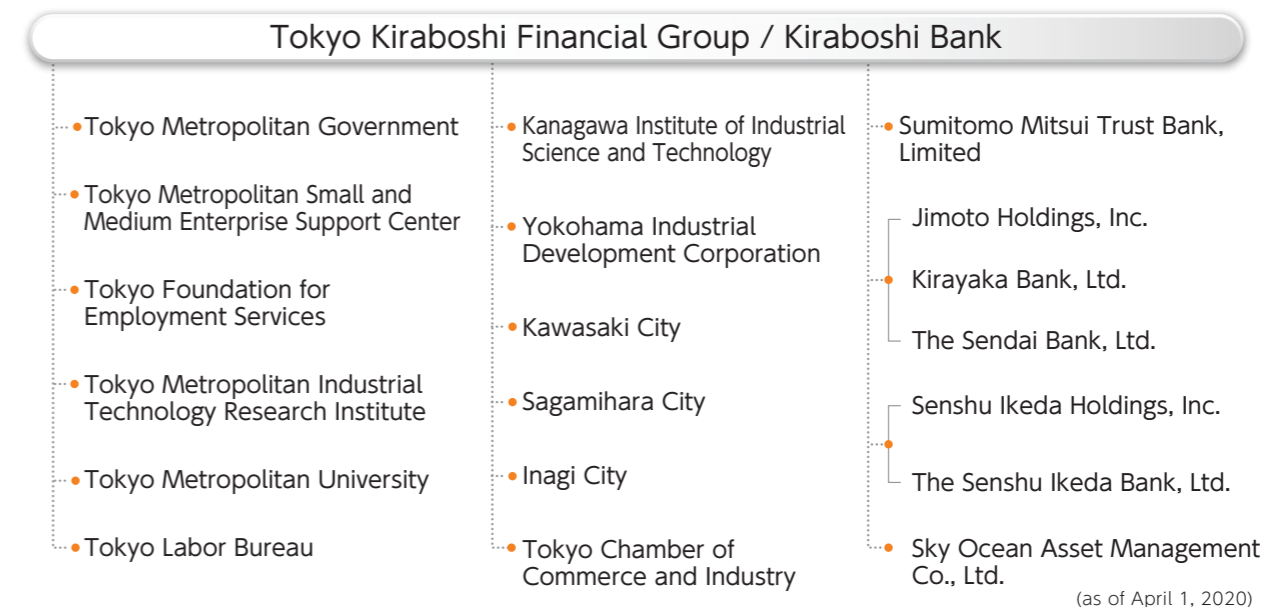 Tokyo Kiraboshi Financial Group / Kiraboshi Bank
Tokyo Metropolitan Government
Tokyo Metropolitan Small and
Medium Enterprise Support Center
Tokyo Foundation for
Employment Services
Tokyo Metropolitan Industrial
Technology Research Institute
Tokyo Metropolitan University
Tokyo Labor Bureau
Kanagawa Institute of Industrial
Science and Technology
Yokohama Industrial
Development Corporation
Kawasaki City
Sagamihara City
Inagi City
Tokyo Chamber of
Commerce and Industry
Sumitomo Mitsui Trust Bank,
Limited
Jimoto Holdings, Inc.
Kirayaka Bank, Ltd.
The Sendai Bank, Ltd.
Senshu Ikeda Holdings, Inc.
The Senshu Ikeda Bank, Ltd.
Sky Ocean Asset Management
Co., Ltd.
(as of April 1, 2020)